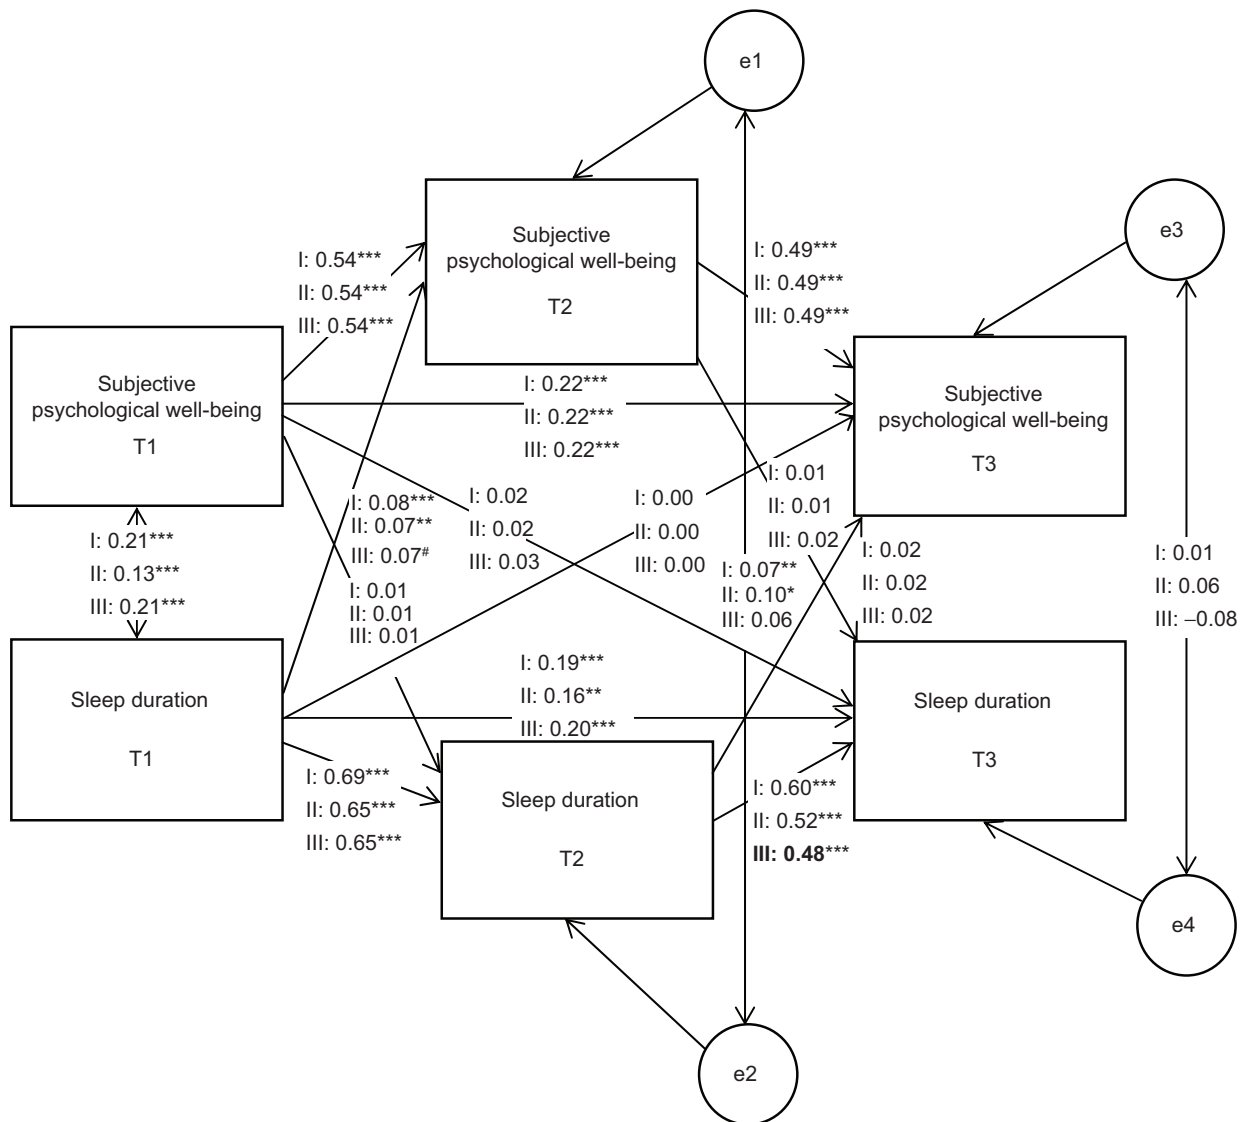 e1
e3
Subjective
psychological well-being
T2
I: 0.54***
II: 0.54***
III: 0.54***
I: 0.49***
II: 0.49***
III: 0.49***
Subjective
psychological well-being
T1
I: 0.22***
II: 0.22***
III: 0.22***
Subjective
psychological well-being
T3
I: 0.21***
II: 0.13***
III: 0.21***
I: 0.08***
II: 0.07**
III: 0.07#
I: 0.01
II: 0.01
III: 0.01
I: 0.02
II: 0.02
III: 0.03
I: 0.00
II: 0.00
III: 0.00
I: 0.01
II: 0.01
III: 0.02
I: 0.07**
II: 0.10*
III: 0.06
I: 0.02
II: 0.02
III: 0.02
I: 0.01
II: 0.06
III: –0.08
Sleep duration
T1
I: 0.19***
II: 0.16**
III: 0.20***
Sleep duration
T3
I: 0.69***
II: 0.65***
III: 0.65***
Sleep duration
T2
I: 0.60***
II: 0.52***
III: 0.48***
e4
e2